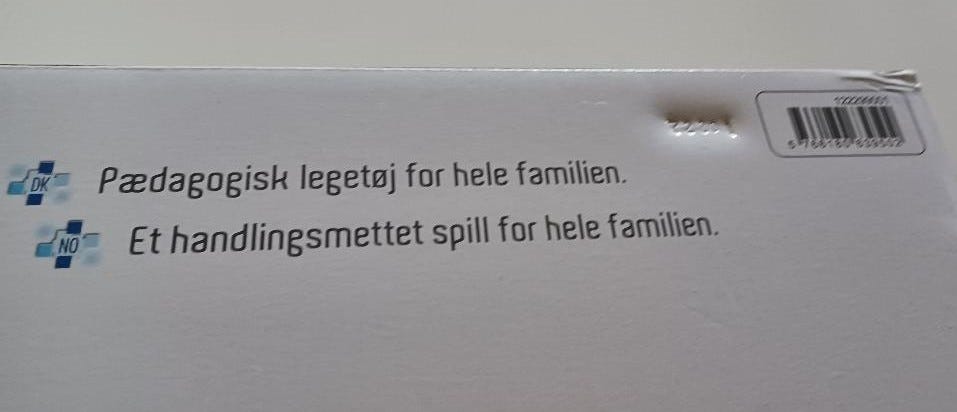 DK Pædagogisk legetøj for hele familien.
NO Et handlingsmettet spill for hele familien.